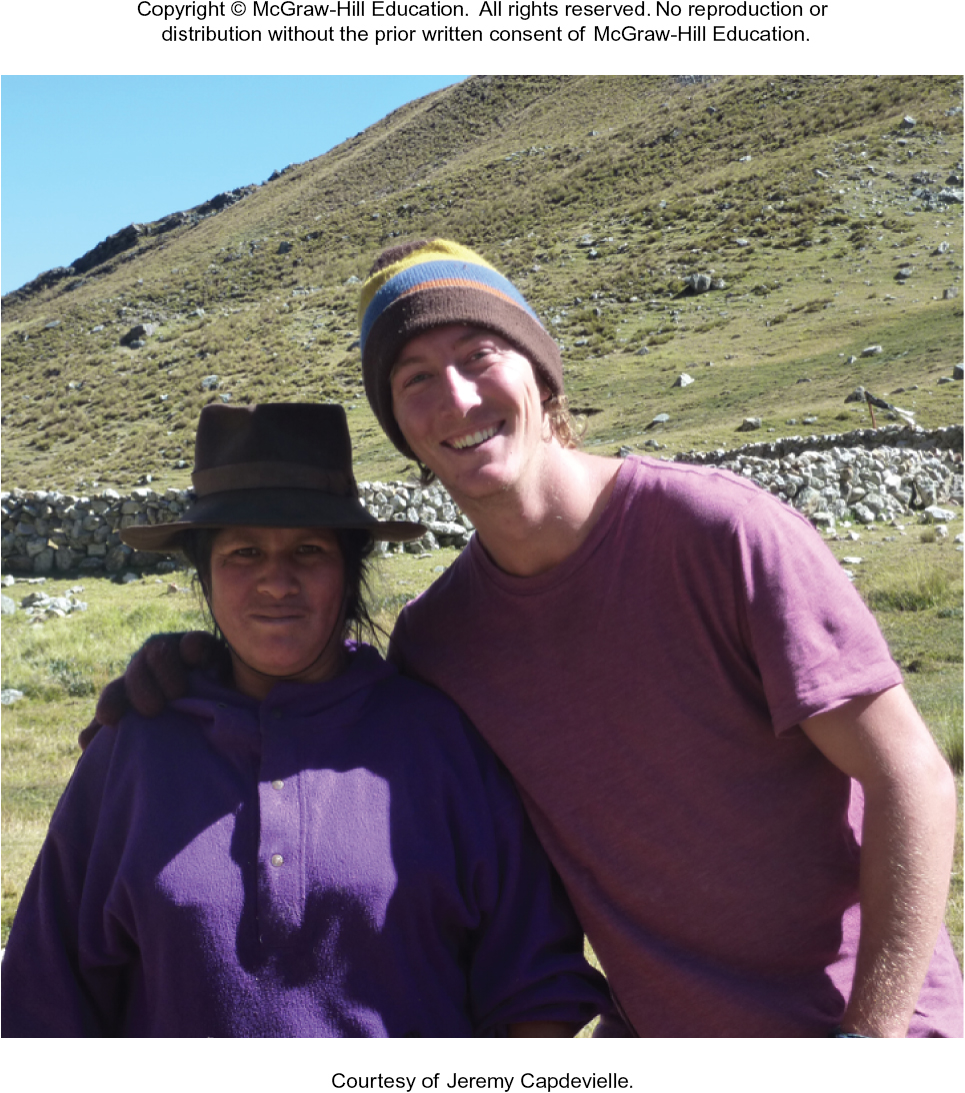 Copyright © McGraw-Hill Education. All rights reserved. No reproduction or
distribution without the prior written consent of McGraw-Hill Education.
Courtesy of Jeremy Capdevielle.